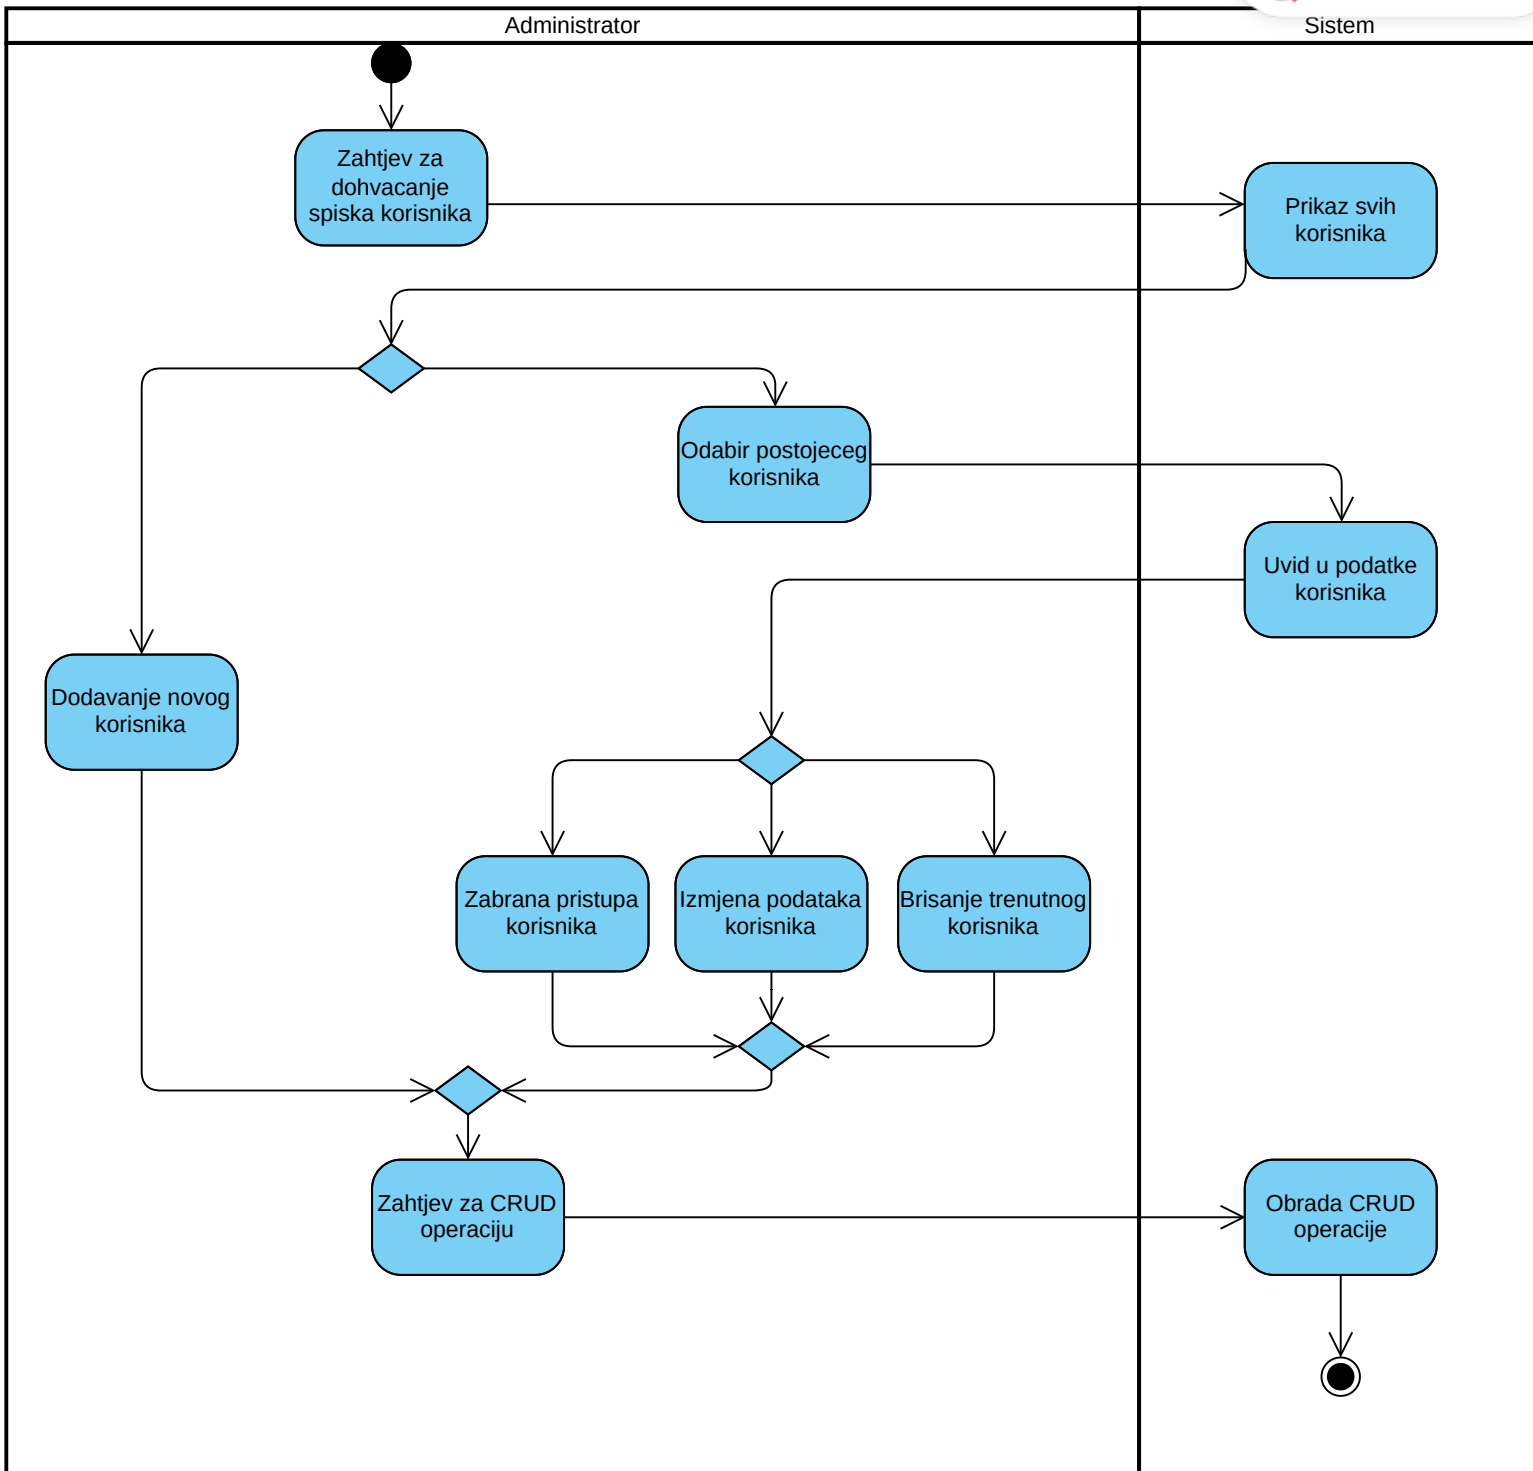 Administrator
Sistem
Zahtjev za
dohvacanje
spiska korisnika
Prikaz svih
korisnika
Odabir postojeceg
korisnika
Uvid u podatke
korisnika
Dodavanje novog
korisnika
Zabrana pristupa
korisnika
Izmjena podataka
korisnika
Brisanje trenutnog
korisnika
Zahtjev za CRUD
operaciju
Obrada CRUD
operacije